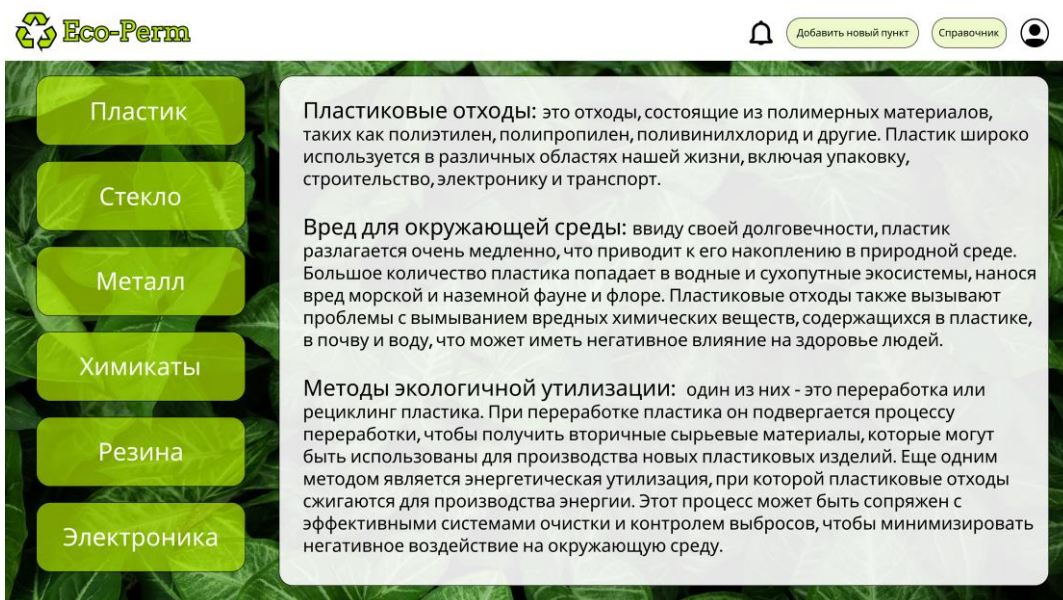 Eco-Perm
Добавить новый пункт
Справочник
Пластик
Стекло
Металл
Химикаты
Резина
Электроника
Пластиковые отходы: это отходы, состоящие из полимерных материалов,
таких как полиэтилен, полипропилен, поливинилхлорид и другие. Пластик широко
используется в различных областях нашей жизни, включая упаковку,
строительство, электронику и транспорт.
Вред для окружающей среды: ввиду своей долговечности, пластик
разлагается очень медленно, что приводит к его накоплению в природной среде.
Большое количество пластика попадает в водные и сухопутные экосистемы, нанося
вред морской и наземной фауне и флоре. Пластиковые отходы также вызывают
проблемы с вымыванием вредных химических веществ, содержащихся в пластике,
в почву и воду, что может иметь негативное влияние на здоровье людей.
Методы экологичной утилизации: один из них - это переработка или
рециклинг пластика. При переработке пластика он подвергается процессу
переработки, чтобы получить вторичные сырьевые материалы, которые могут
быть использованы для производства новых пластиковых изделий. Еще одним
методом является энергетическая утилизация, при которой пластиковые отходы
сжигаются для производства энергии. Этот процесс может быть сопряжен с
эффективными системами очистки и контролем выбросов, чтобы минимизировать
негативное воздействие на окружающую среду.